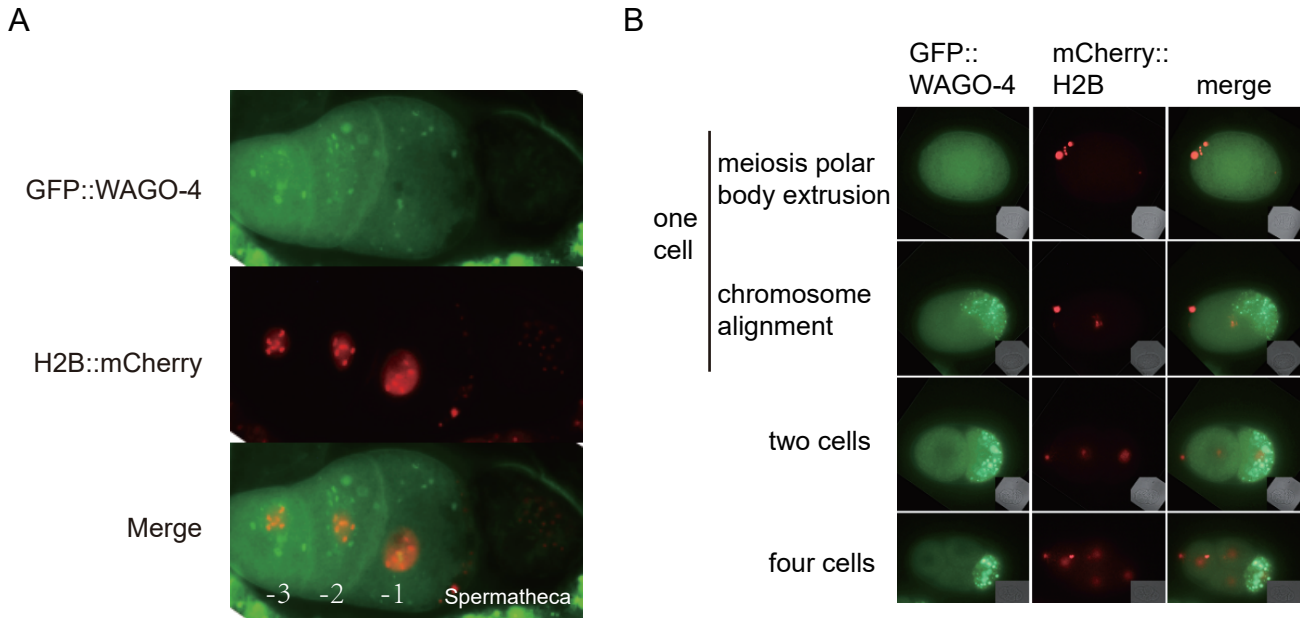 A
GFP::WAGO-4
H2B::mCherry
Merge
-3 -2 -1 Spermatheca
B
GFP::
WAGO-4
mCherry::
H2B
merge
one
cell
meiosis polar
body extrusion
chromosome
alignment
two cells
four cells